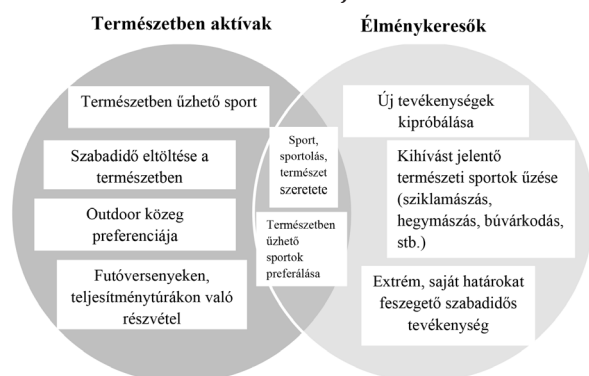 Természetben aktívak
Élménykeresők
Természetben űzhető sport
Szabadidő eltöltése a
természetben
Outdoor közeg
preferenciája
Futóversenyeken,
teljesítménytúrákon való
részvétel
Sport,
sportolás,
természet
szeretete
Természetben
űzhető
sportok
preferálása
Új tevékenységek
kipróbálása
Kihívást jelentő
természeti sportok űzése
(sziklamászás,
hegymászás, búvárkodás,
stb.)
Extrém, saját határokat
feszegető szabadidős
tevékenység